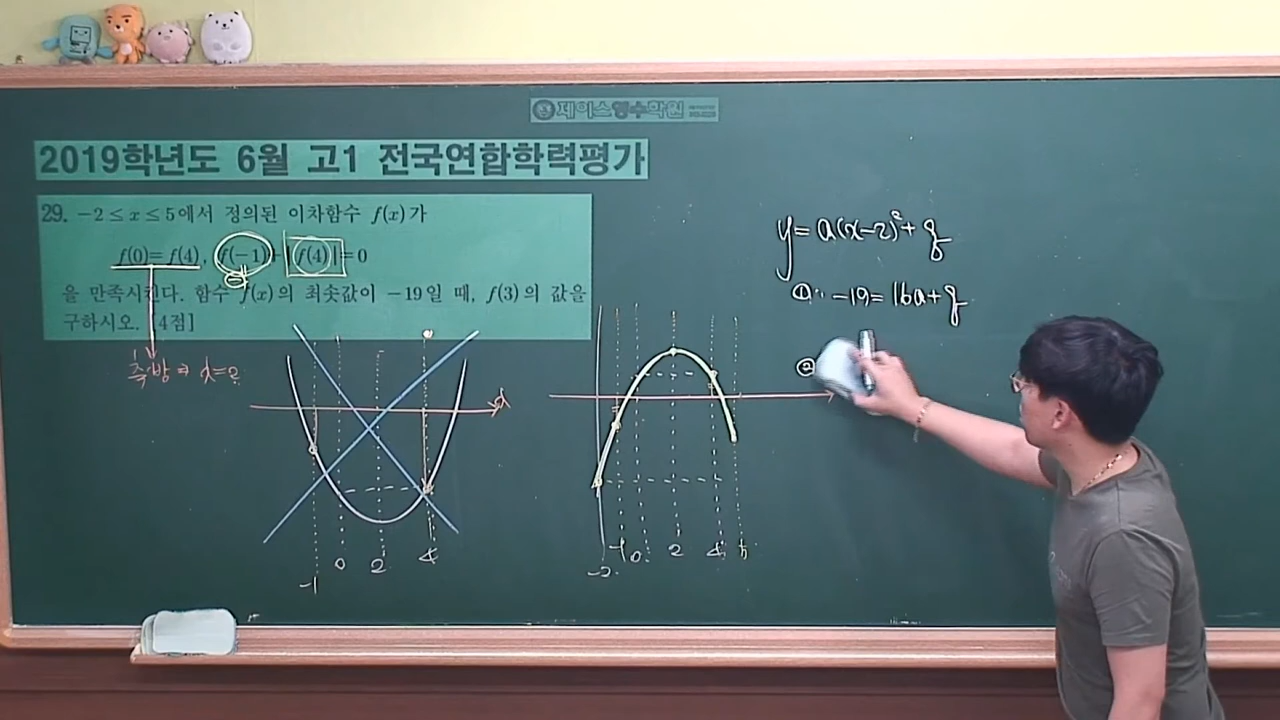 제이스영수학원
2019학년도 6월 고1 전국연합학력평가
29. -2≤x≤5에서 정의된 이차함수 f(x)가
f(0)=f(4), f(-1)+|f(4)|=0
을 만족시킨다. 함수 f(x)의 최솟값이 -19일 때, f(3)의 값을
구하시오. [4점]
y=a(x-2)²+q
①: -19=16a+q
②
x=2
x
-1 0 2 4
-2 -1 0 2 4 5